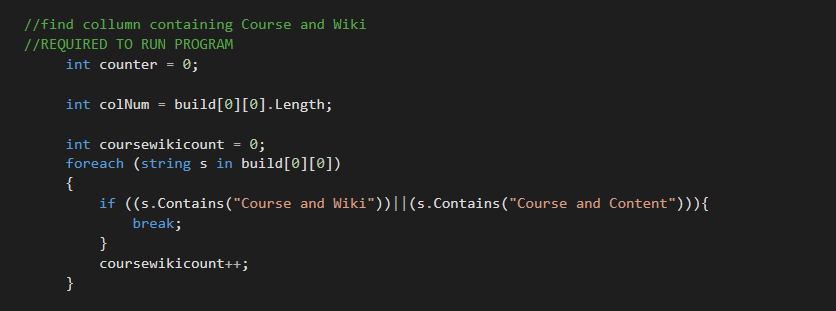 //find collumn containing Course and Wiki
//REQUIRED TO RUN PROGRAM
int counter = 0;
int colNum = build[0][0].Length;
int coursewikicount = 0;
foreach (string s in build[0][0])
{
if ((s.Contains("Course and Wiki"))||(s.Contains("Course and Content"))){
break;
}
coursewikicount++;
}